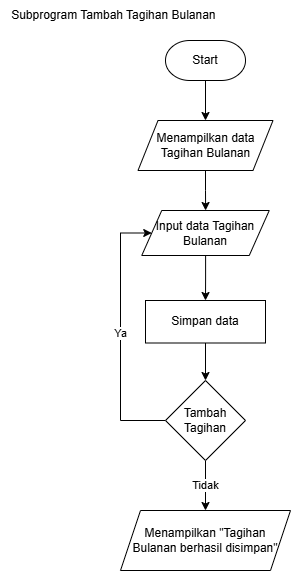 Subprogram Tambah Tagihan Bulanan
Start
Menampilkan data
Tagihan Bulanan
Input data Tagihan
Bulanan
Simpan data
Ya
Tambah
Tagihan
Tidak
Menampilkan "Tagihan
Bulanan berhasil disimpan"